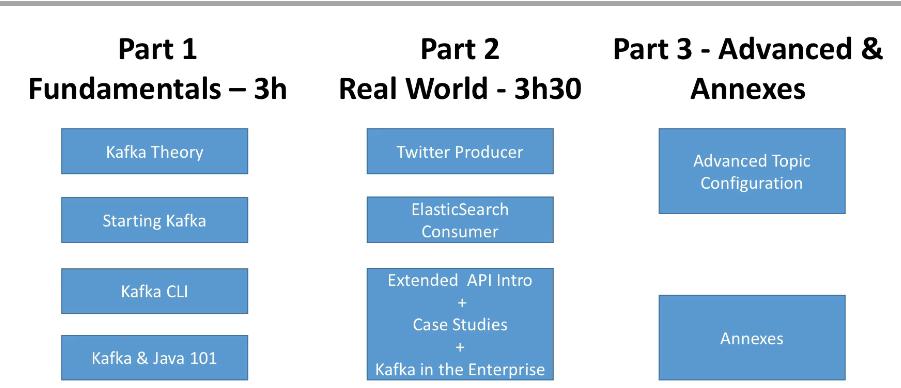 Part 1
Fundamentals – 3h
Kafka Theory
Starting Kafka
Kafka CLI
Kafka & Java 101
Part 2
Real World - 3h30
Twitter Producer
ElasticSearch
Consumer
Extended API Intro
+
Case Studies
+
Kafka in the Enterprise
Part 3 - Advanced &
Annexes
Advanced Topic
Configuration
Annexes